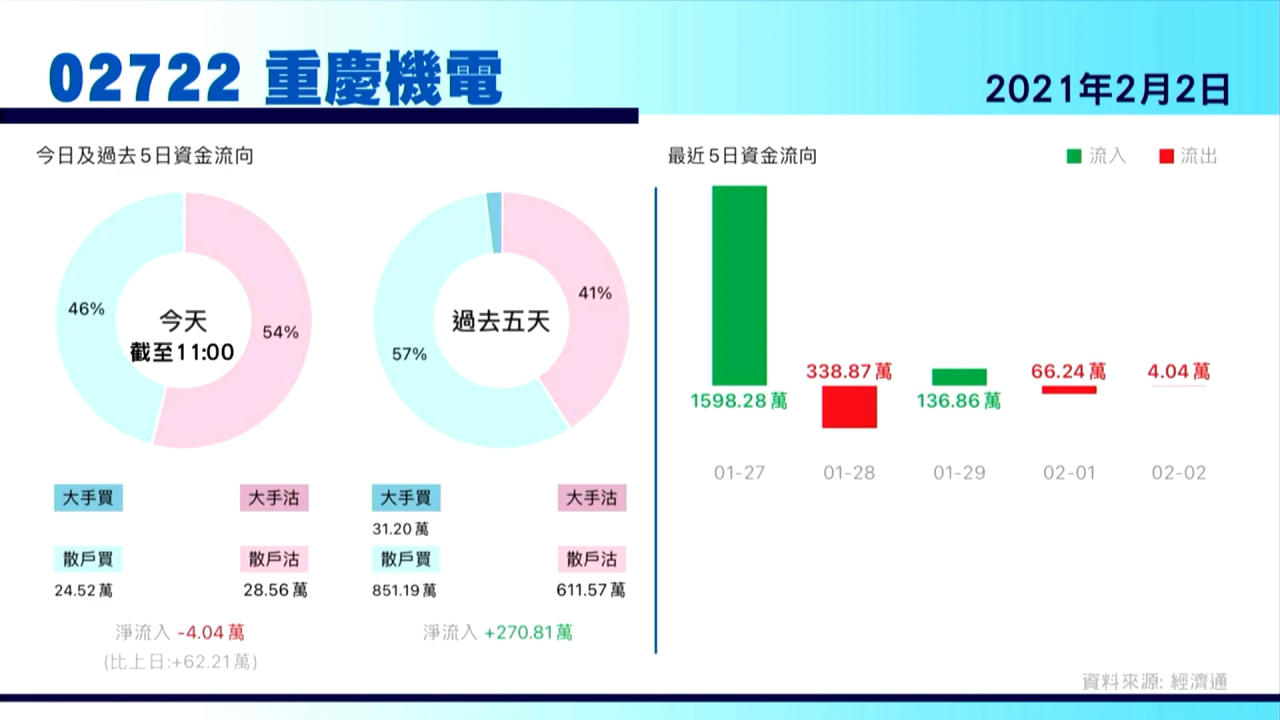 02722 重慶機電
2021年2月2日
今日及過去5日資金流向
46%
54%
今天
截至11:00
41%
57%
過去五天
大手買
大手沽
散戶買
散戶沽
24.52萬
28.56萬
淨流入 -4.04萬
(比上日:+62.21萬)
大手買
大手沽
31.20萬
散戶買
散戶沽
851.19萬
611.57萬
淨流入 +270.81萬
最近5日資金流向
流入
流出
1598.28萬
338.87萬
136.86萬
66.24萬
4.04萬
01-27
01-28
01-29
02-01
02-02
資料來源: 經濟通